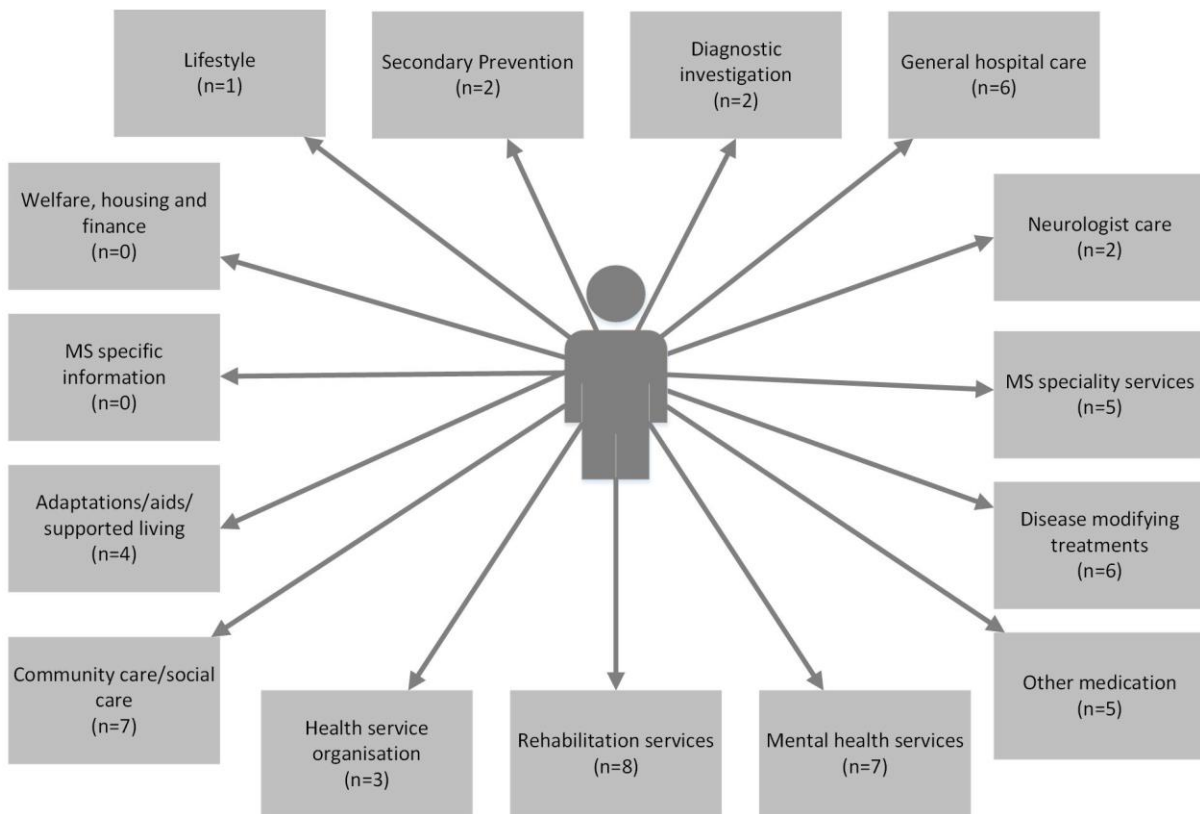 Lifestyle
(n=1)
Secondary Prevention
(n=2)
Diagnostic
investigation
(n=2)
General hospital care
(n=6)
Welfare, housing and
finance
(n=0)
Neurologist care
(n=2)
MS specific
information
(n=0)
MS speciality services
(n=5)
Adaptations/aids/
supported living
(n=4)
Disease modifying
treatments
(n=6)
Community care/social
care
(n=7)
Other medication
(n=5)
Health service
organisation
(n=3)
Rehabilitation services
(n=8)
Mental health services
(n=7)